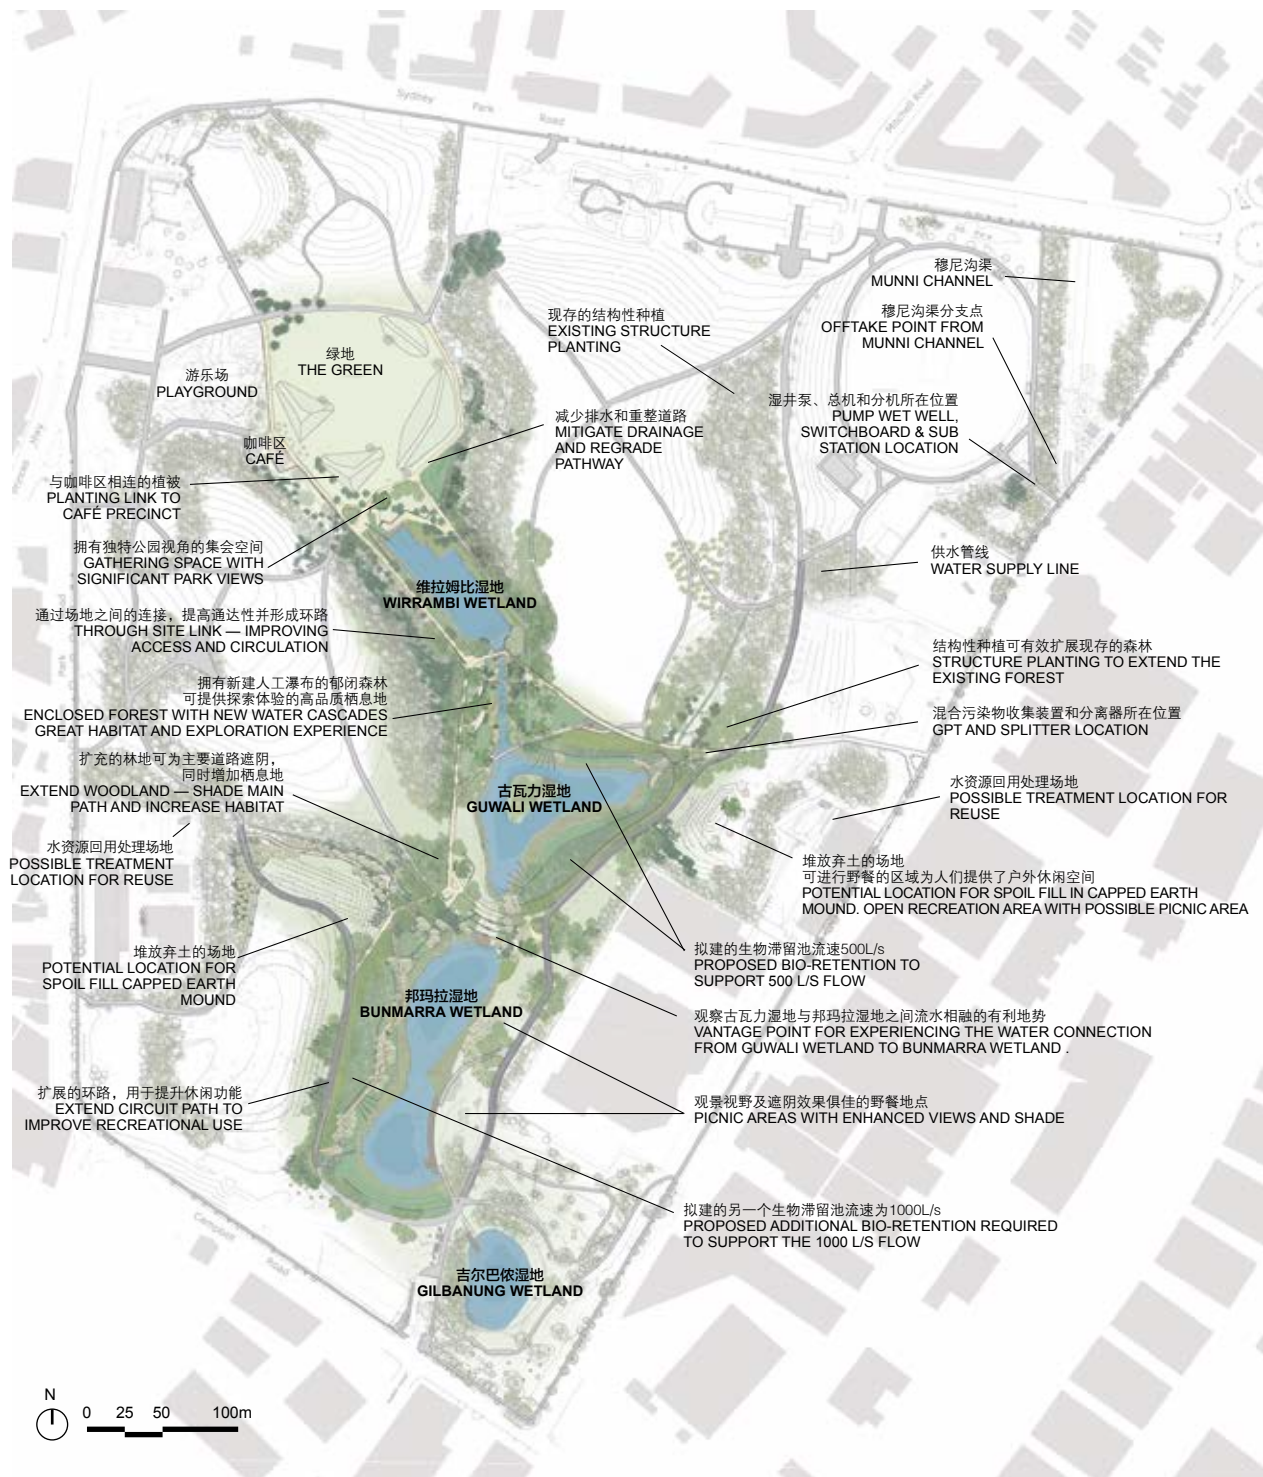 Sydney Park Road
Mitchell Road
穆尼沟渠
MUNNI CHANNEL
现存的结构性种植
EXISTING STRUCTURE
PLANTING
穆尼沟渠分支点
OFFTAKE POINT FROM
MUNNI CHANNEL
绿地
THE GREEN
游乐场
PLAYGROUND
湿井泵、总机和分机所在位置
PUMP WET WELL,
SWITCHBOARD & SUB
STATION LOCATION
减少排水和重整道路
MITIGATE DRAINAGE
AND REGRADE
PATHWAY
咖啡区
CAFÉ
与咖啡区相连的植被
PLANTING LINK TO
CAFÉ PRECINCT
拥有独特公园视角的集会空间
GATHERING SPACE WITH
SIGNIFICANT PARK VIEWS
供水管线
WATER SUPPLY LINE
维拉姆比湿地
WIRRAMBI WETLAND
通过场地之间的连接，提高通达性并形成环路
THROUGH SITE LINK — IMPROVING
ACCESS AND CIRCULATION
结构性种植可有效扩展现存的森林
STRUCTURE PLANTING TO EXTEND THE
EXISTING FOREST
拥有新建人工瀑布的郁闭森林
可提供探索体验的高品质栖息地
ENCLOSED FOREST WITH NEW WATER CASCADES
GREAT HABITAT AND EXPLORATION EXPERIENCE
混合污染物收集装置和分离器所在位置
GPT AND SPLITTER LOCATION
扩充的林地可为主要道路遮阴，
同时增加栖息地
EXTEND WOODLAND — SHADE MAIN
PATH AND INCREASE HABITAT
古瓦力湿地
GUWALI WETLAND
水资源回用处理场地
POSSIBLE TREATMENT LOCATION FOR
REUSE
水资源回用处理场地
POSSIBLE TREATMENT
LOCATION FOR REUSE
堆放弃土的场地
可进行野餐的区域为人们提供了户外休闲空间
POTENTIAL LOCATION FOR SPOIL FILL IN CAPPED EARTH
MOUND. OPEN RECREATION AREA WITH POSSIBLE PICNIC AREA
堆放弃土的场地
POTENTIAL LOCATION FOR
SPOIL FILL CAPPED EARTH
MOUND
拟建的生物滞留池流速500L/s
PROPOSED BIO-RETENTION TO
SUPPORT 500 L/S FLOW
邦玛拉湿地
BUNMARRA WETLAND
观察古瓦力湿地与邦玛拉湿地之间流水相融的有利地势
VANTAGE POINT FOR EXPERIENCING THE WATER CONNECTION
FROM GUWALI WETLAND TO BUNMARRA WETLAND .
扩展的环路，用于提升休闲功能
EXTEND CIRCUIT PATH TO
IMPROVE RECREATIONAL USE
观景视野及遮阴效果俱佳的野餐地点
PICNIC AREAS WITH ENHANCED VIEWS AND SHADE
拟建的另一个生物滞留池流速为1000L/s
PROPOSED ADDITIONAL BIO-RETENTION REQUIRED
TO SUPPORT THE 1000 L/S FLOW
Road
吉尔巴侬湿地
GILBANUNG WETLAND
N
0 25 50 100m